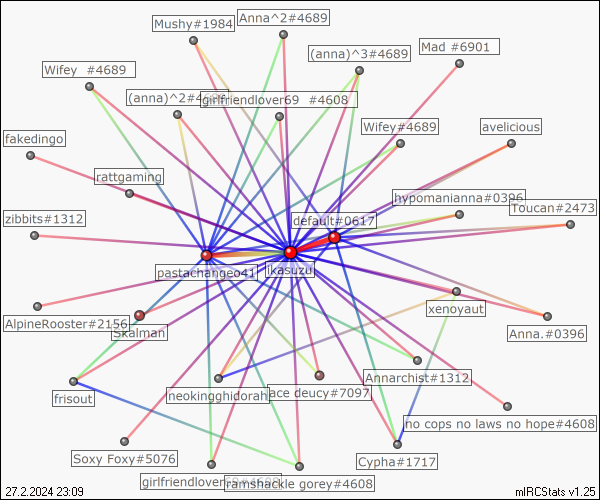 Mushy#1984
Anna^2#4689
(anna)^3#4689
Mad #6901
Wifey #4689
(anna)^2#4
girlfriendlover69 #4608
Wifey#4689
avelicious
fakedingo
rattgaming
hypomanianna#0396
Toucan#2473
zibbits#1312
default#0617
pastachangeo41
ikasuzu
xenoyaut
AlpineRooster#2156
Skalman
Anna.#0396
Annarchist#1312
frisout
neokingghidorah
ace deucy#7097
no cops no laws no hope#4608
Soxy Foxy#5076
Cypha#1717
girlfriendlover
ramshackle gorey#4608
27.2.2024 23:09
mIRCStats v1.25